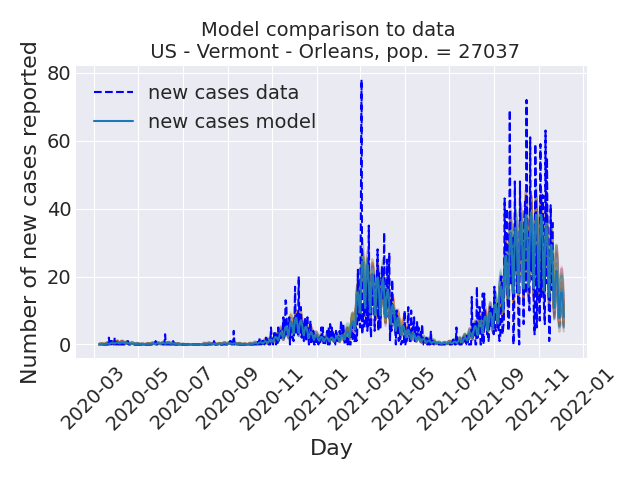 Model comparison to data
US - Vermont - Orleans, pop. = 27037
Number of new cases reported
80
60
40
20
0
new cases data
new cases model
2020-03
2020-05
2020-07
2020-09
2020-11
2021-01
2021-03
2021-05
2021-07
2021-09
2021-11
2022-01
Day